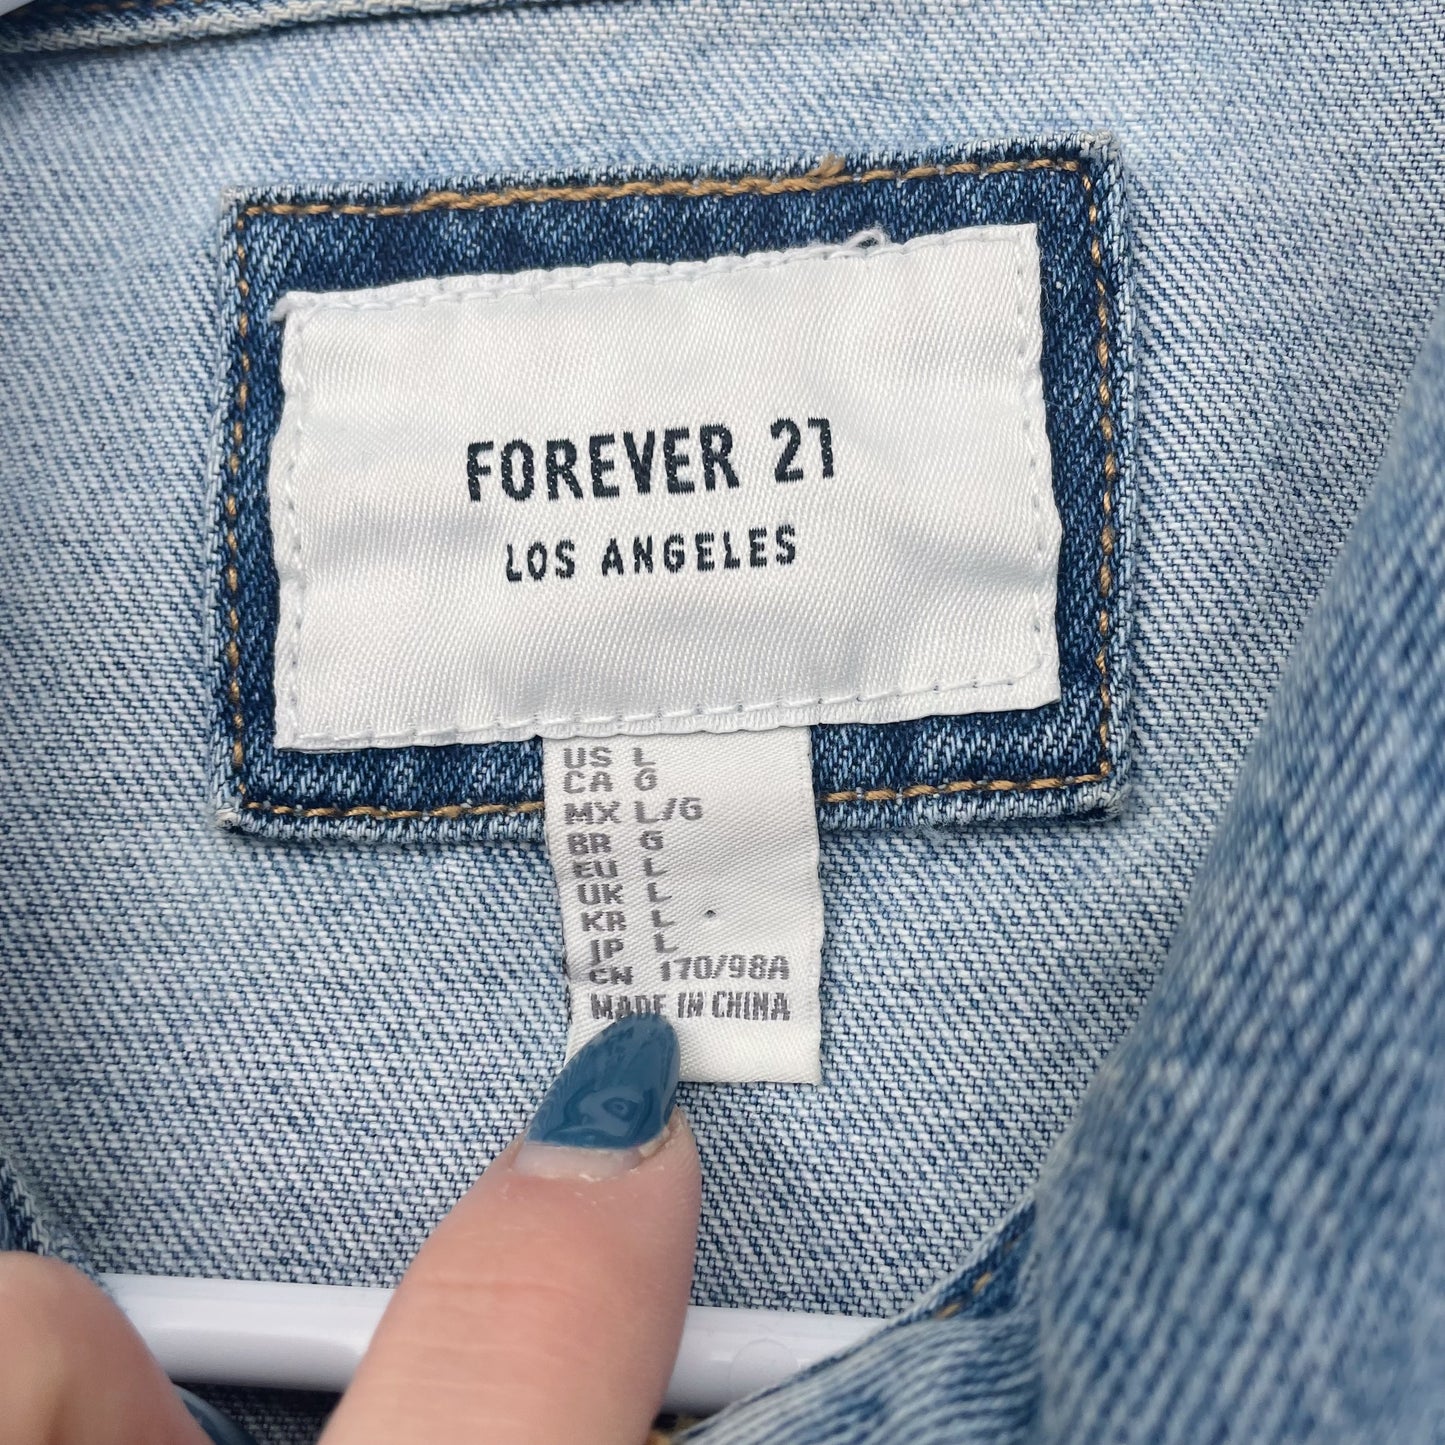 FOREVER 21
LOS ANGELES
US L
CA G
MX L/G
BR G
EU L
UK L
KR L
JP L
CN 170/98A
MADE IN CHINA